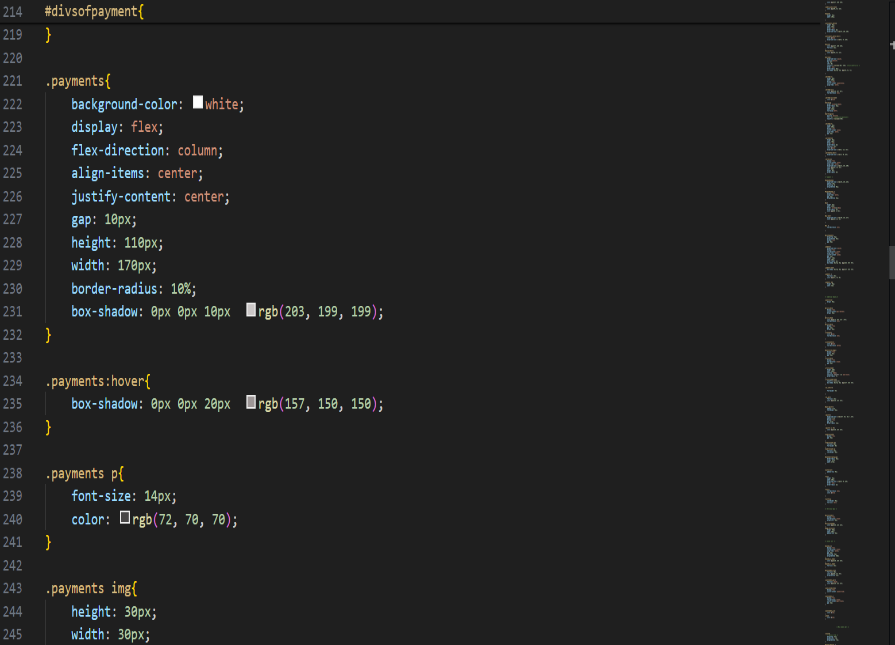 214 #divsofpayment{
219 }
220
221 .payments{
222 background-color: white;
223 display: flex;
224 flex-direction: column;
225 align-items: center;
226 justify-content: center;
227 gap: 10px;
228 height: 110px;
229 width: 170px;
230 border-radius: 10%;
231 box-shadow: 0px 0px 10px rgb(203, 199, 199);
232 }
233
234 .payments:hover{
235 box-shadow: 0px 0px 20px rgb(157, 150, 150);
236 }
237
238 .payments p{
239 font-size: 14px;
240 color: rgb(72, 70, 70);
241 }
242
243 .payments img{
244 height: 30px;
245 width: 30px;